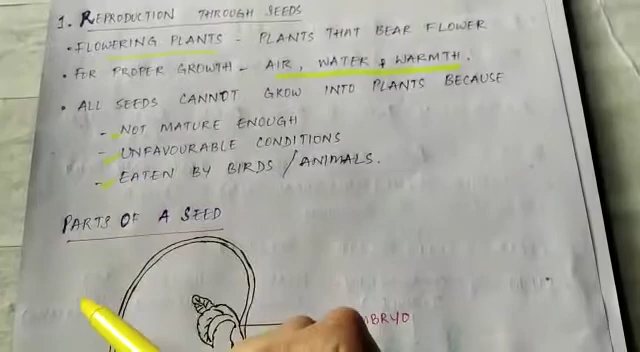 1. REPRODUCTION THROUGH SEEDS
• FLOWERING PLANTS - PLANTS THAT BEAR FLOWER
• FOR PROPER GROWTH - AIR, WATER & WARMTH.
• ALL SEEDS CANNOT GROW INTO PLANTS BECAUSE
- NOT MATURE ENOUGH
- UNFAVOURABLE CONDITIONS
- EATEN BY BIRDS / ANIMALS.
PARTS OF A SEED